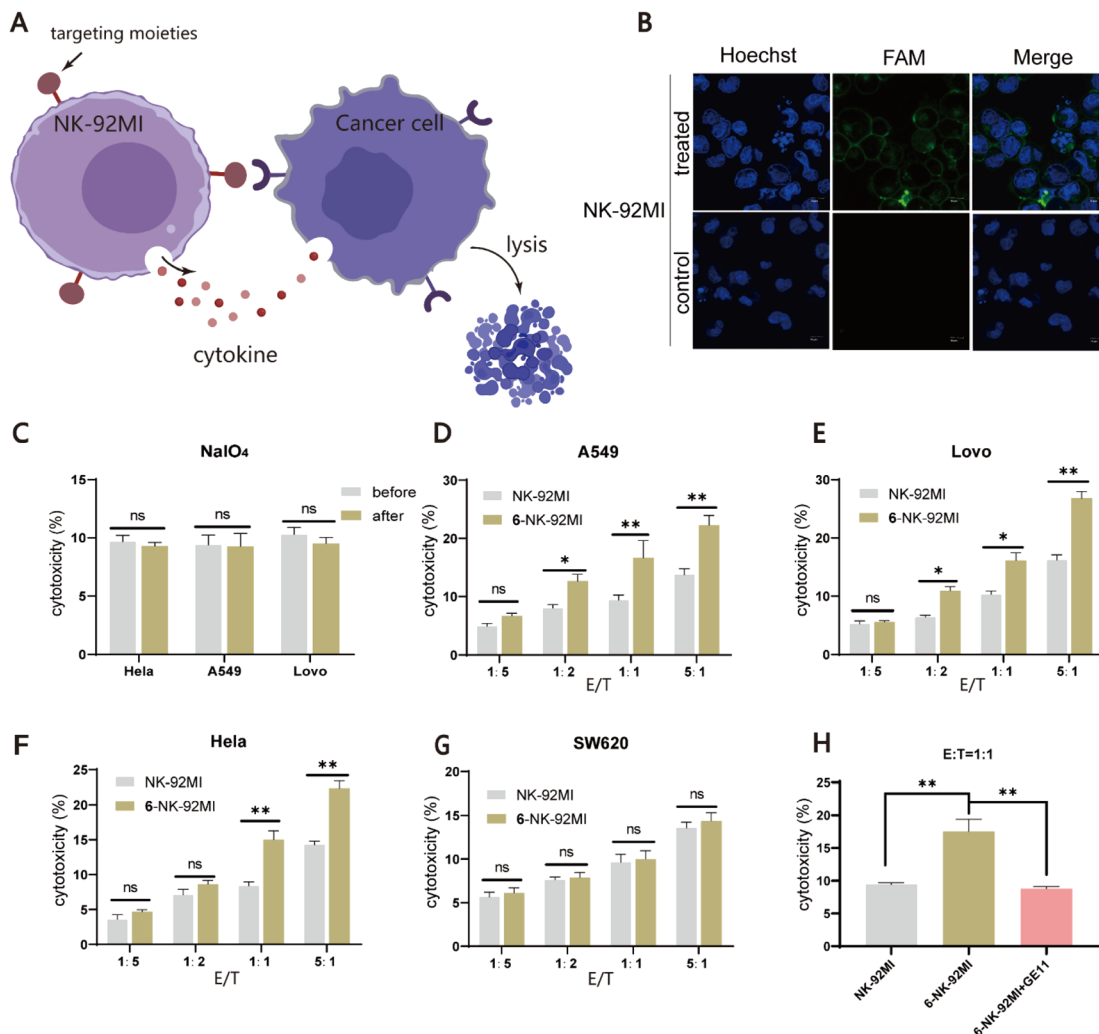 A
targeting moieties
NK-92MI
Cancer cell
cytokine
lysis
B
Hoechst FAM Merge
NK-92MI
treated
control
C
NaIO4
cytotoxicity (%)
15
10
5
0
ns ns ns
before
after
Hela A549 Lovo
D
A549
cytotoxicity (%)
30
20
10
0
NK-92MI
6-NK-92MI
ns * ** **
1:5 1:2 1:1 5:1
E/T
E
Lovo
cytotoxicity (%)
30
20
10
0
NK-92MI
6-NK-92MI
ns * * **
1:5 1:2 1:1 5:1
E/T
F
Hela
cytotoxicity (%)
25
20
15
10
5
0
NK-92MI
6-NK-92MI
ns ns ** **
1:5 1:2 1:1 5:1
E/T
G
SW620
cytotoxicity (%)
20
15
10
5
0
NK-92MI
6-NK-92MI
ns ns ns ns
1:5 1:2 1:1 5:1
E/T
H
E:T=1:1
cytotoxicity (%)
25
20
15
10
5
0
** **
NK-92MI
6-NK-92MI
6-NK-92MI+GE11